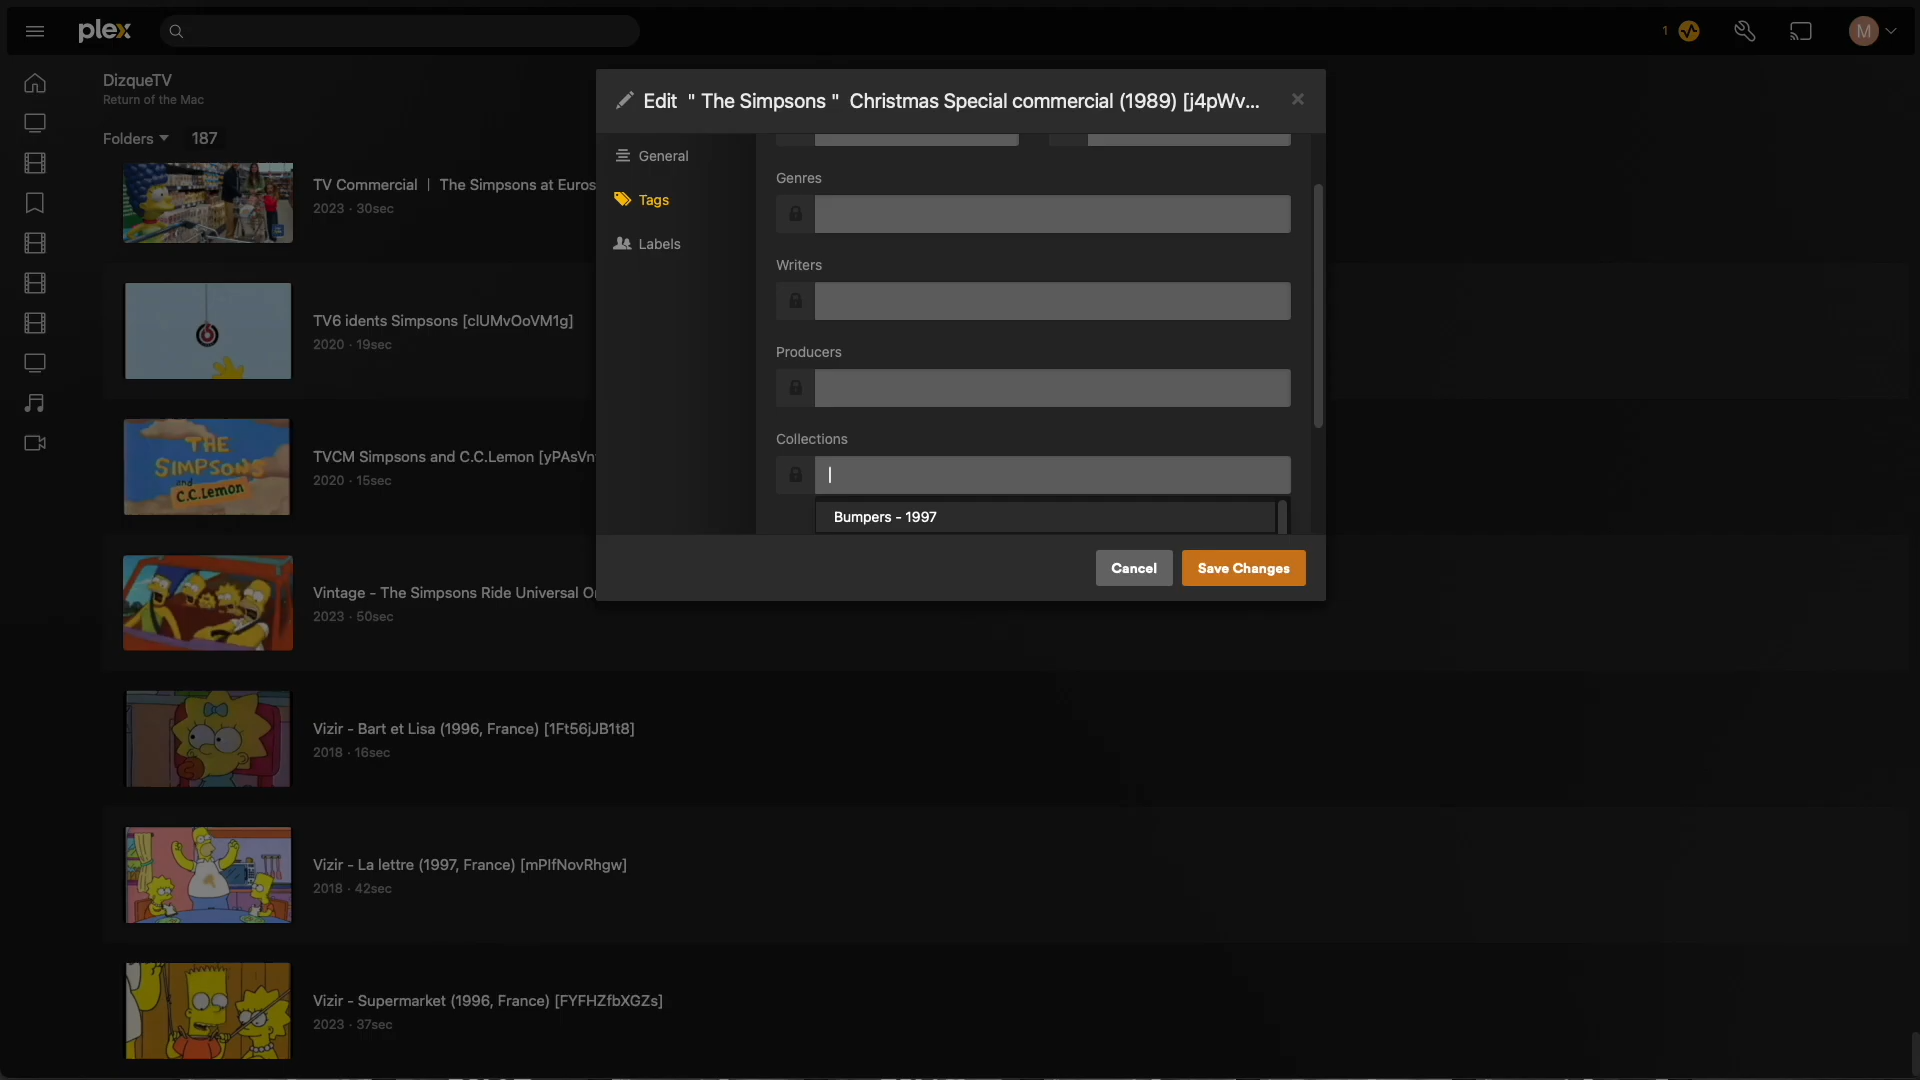 plex
1
M
DizqueTV
Return of the Mac
Folders
187
TV Commercial | The Simpsons at Euros
2023 · 30sec
TV6 idents Simpsons [clUMvOoVM1g]
2020 · 19sec
THE
SIMPSONS
and
C.C.Lemon
TVCM Simpsons and C.C.Lemon [yPAsVn
2020 · 15sec
Vintage - The Simpsons Ride Universal O
2023 · 50sec
Vizir - Bart et Lisa (1996, France) [1Ft56jJB1t8]
2018 · 16sec
Vizir - La lettre (1997, France) [mPIfNovRhgw]
2018 · 42sec
Vizir - Supermarket (1996, France) [FYFHZfbXGZs]
2023 · 37sec
Edit " The Simpsons " Christmas Special commercial (1989) [j4pWv...
General
Tags
Labels
Genres
Writers
Producers
Collections
Bumpers - 1997
Cancel
Save Changes